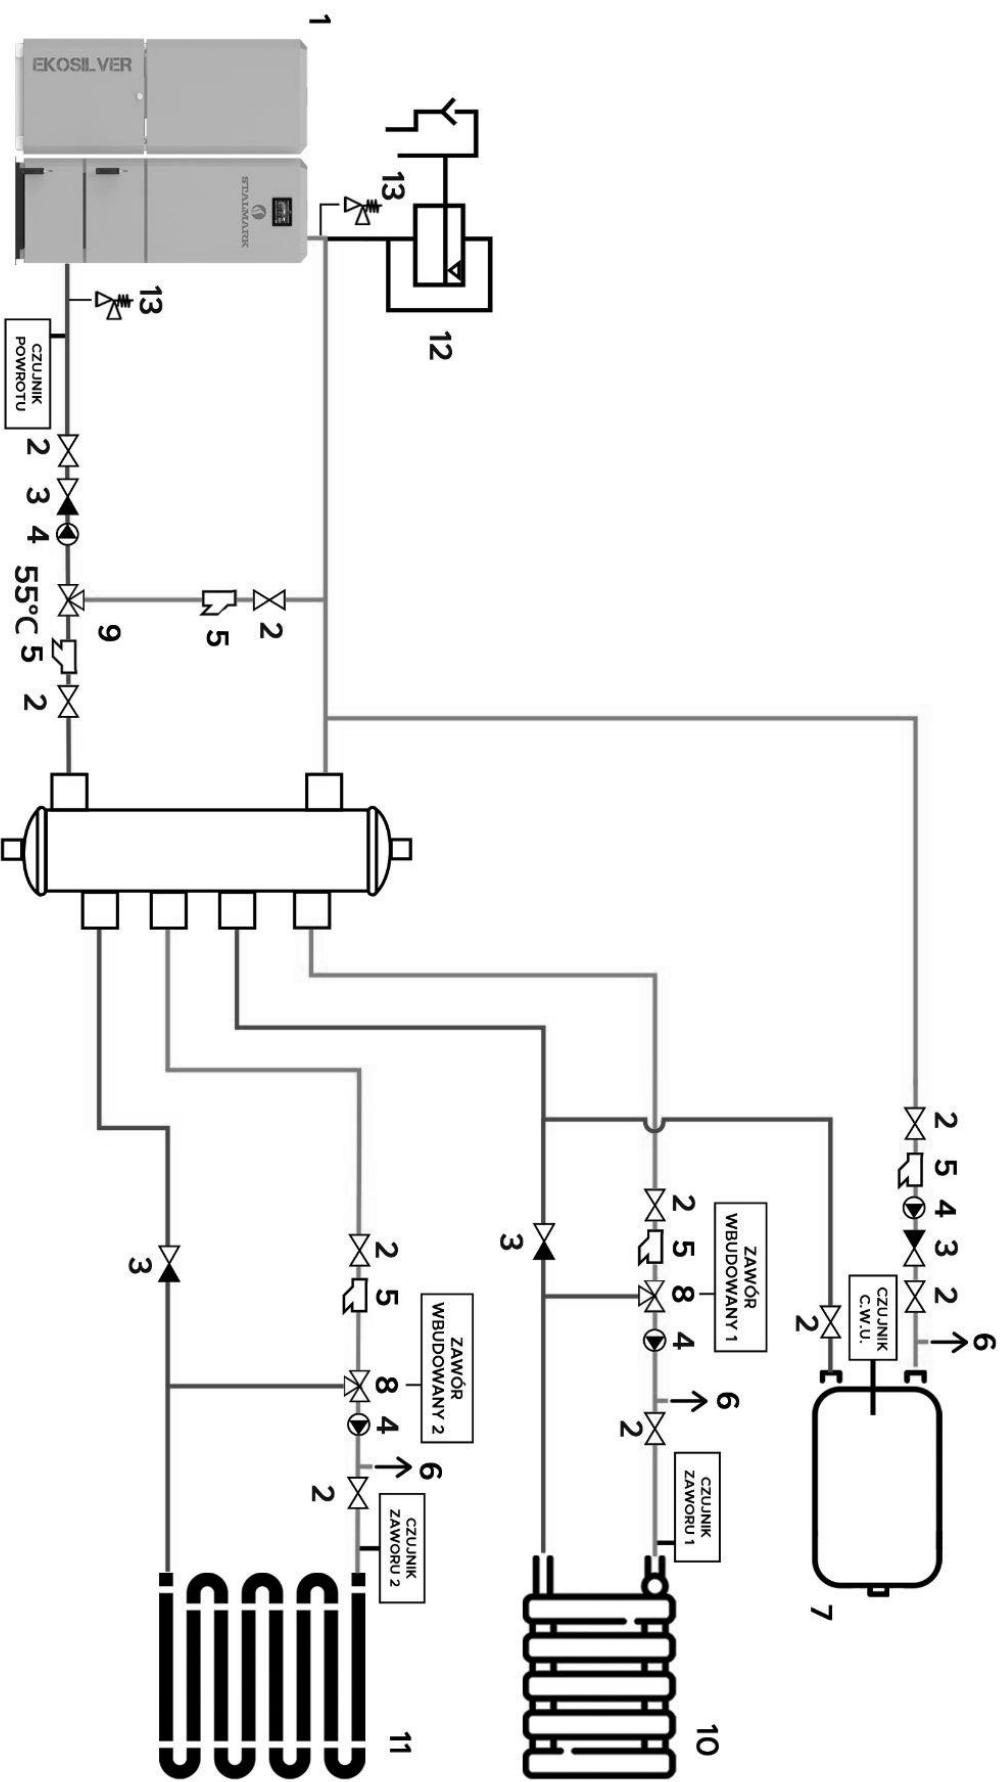 6
2 5 4 3 2
CZUJNIK
C.W.U.
7
2
ZAWÓR
WBUDOWANY 1
6
10
CZUJNIK
ZAWORU 1
2 5 8 4
2
3
ZAWÓR
WBUDOWANY 2
12
6
CZUJNIK
ZAWORU 2
11
13
2 5 8 4
2
1
2
STALMARK
5
13
3
9
EKOSILVER
CZUJNIK
POWROTU
2 3 4 55°C 5 2